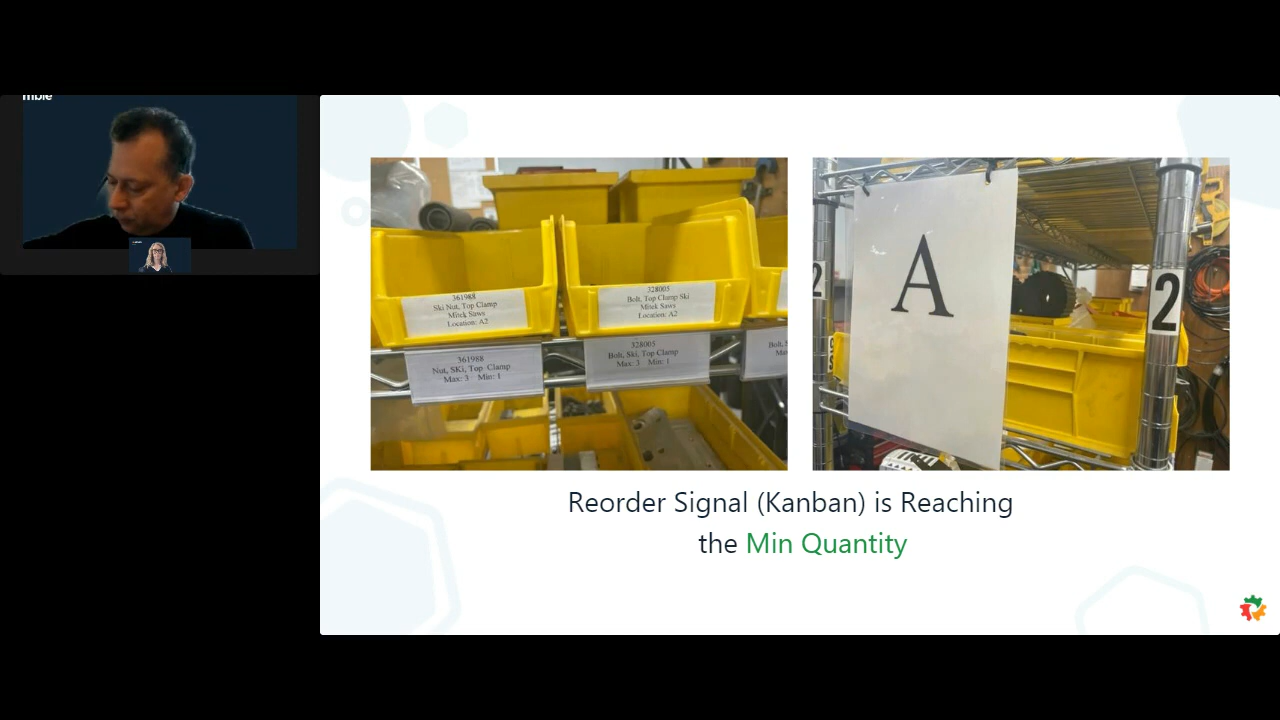 mble
361988
Ski Nut, Top Clamp
Mitek Saws
Location: A2
328005
Bolt, Top Clamp Ski
Mitek Saws
Location: A2
361988
Nut, SKi, Top Clamp
Max: 3 Min: 1
328005
Bolt, Ski, Top Clamp
Max: 3 Min: 1
Bolt,
A
2
2
Reorder Signal (Kanban) is Reaching
the Min Quantity